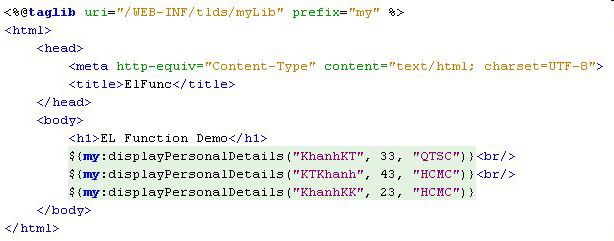 <%@taglib uri="/WEB-INF/tlds/myLib" prefix="my" %>
<html>
    <head>
        <meta http-equiv="Content-Type" content="text/html; charset=UTF-8">
        <title>ElFunc</title>
    </head>
    <body>
        <h1>EL Function Demo</h1>
        ${my:displayPersonalDetails("KhanhKT", 33, "QTSC")}<br/>
        ${my:displayPersonalDetails("KTKhanh", 43, "HCMC")}<br/>
        ${my:displayPersonalDetails("KhanhKK", 23, "HCMC")}
    </body>
</html>